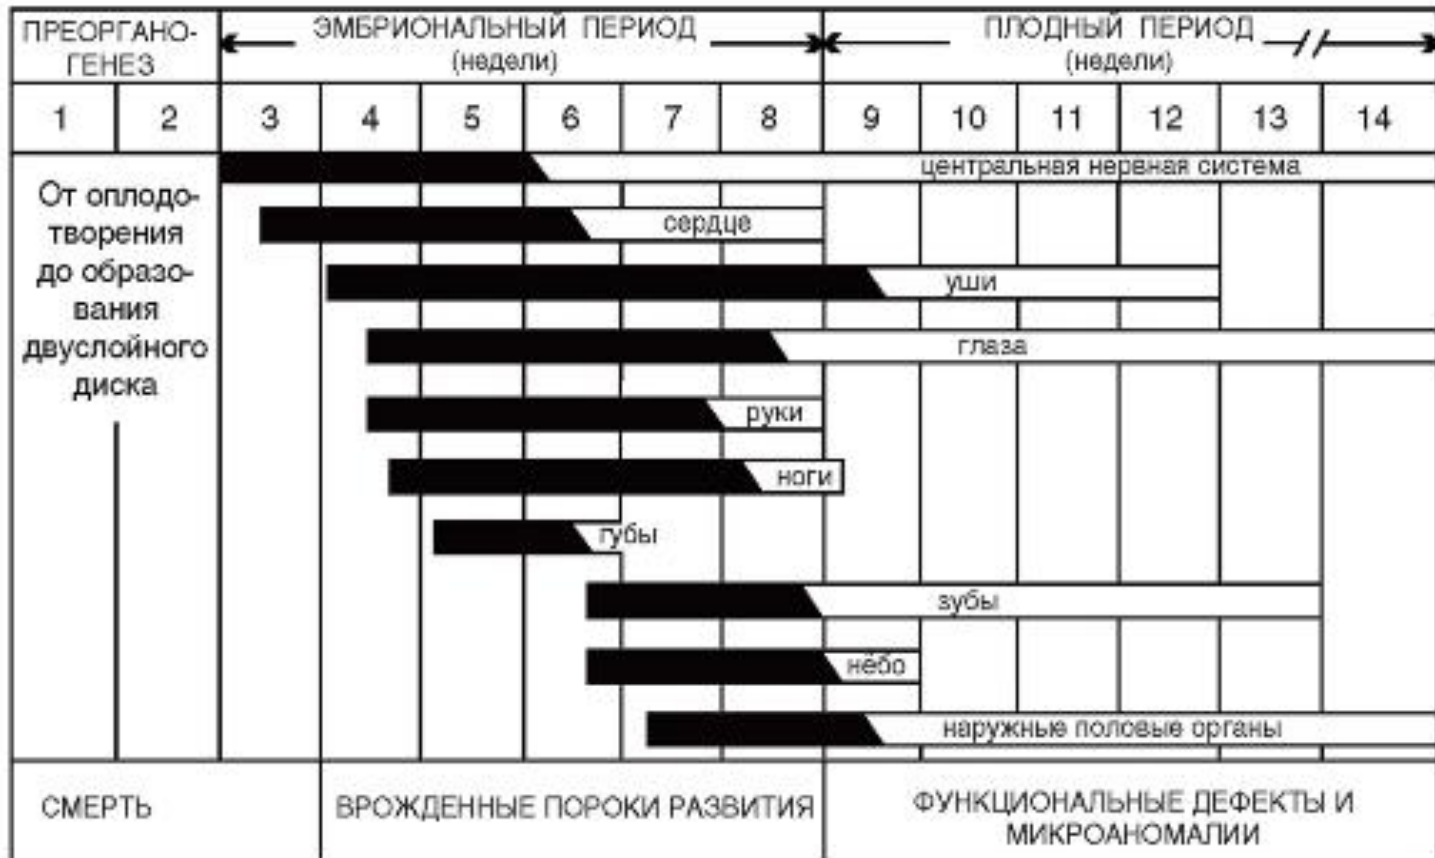 ПРЕОРГАНО-
ГЕНЕЗ
ЭМБРИОНАЛЬНЫЙ ПЕРИОД
(недели)
ПЛОДНЫЙ ПЕРИОД
(недели)
1 2 3 4 5 6 7 8 9 10 11 12 13 14
От оплодо-
творения
до образо-
вания
двуслойного
диска
центральная нервная система
сердце
уши
глаза
руки
ноги
губы
зубы
нёбо
наружные половые органы
СМЕРТЬ
ВРОЖДЕННЫЕ ПОРОКИ РАЗВИТИЯ
ФУНКЦИОНАЛЬНЫЕ ДЕФЕКТЫ И
МИКРОАНОМАЛИИ